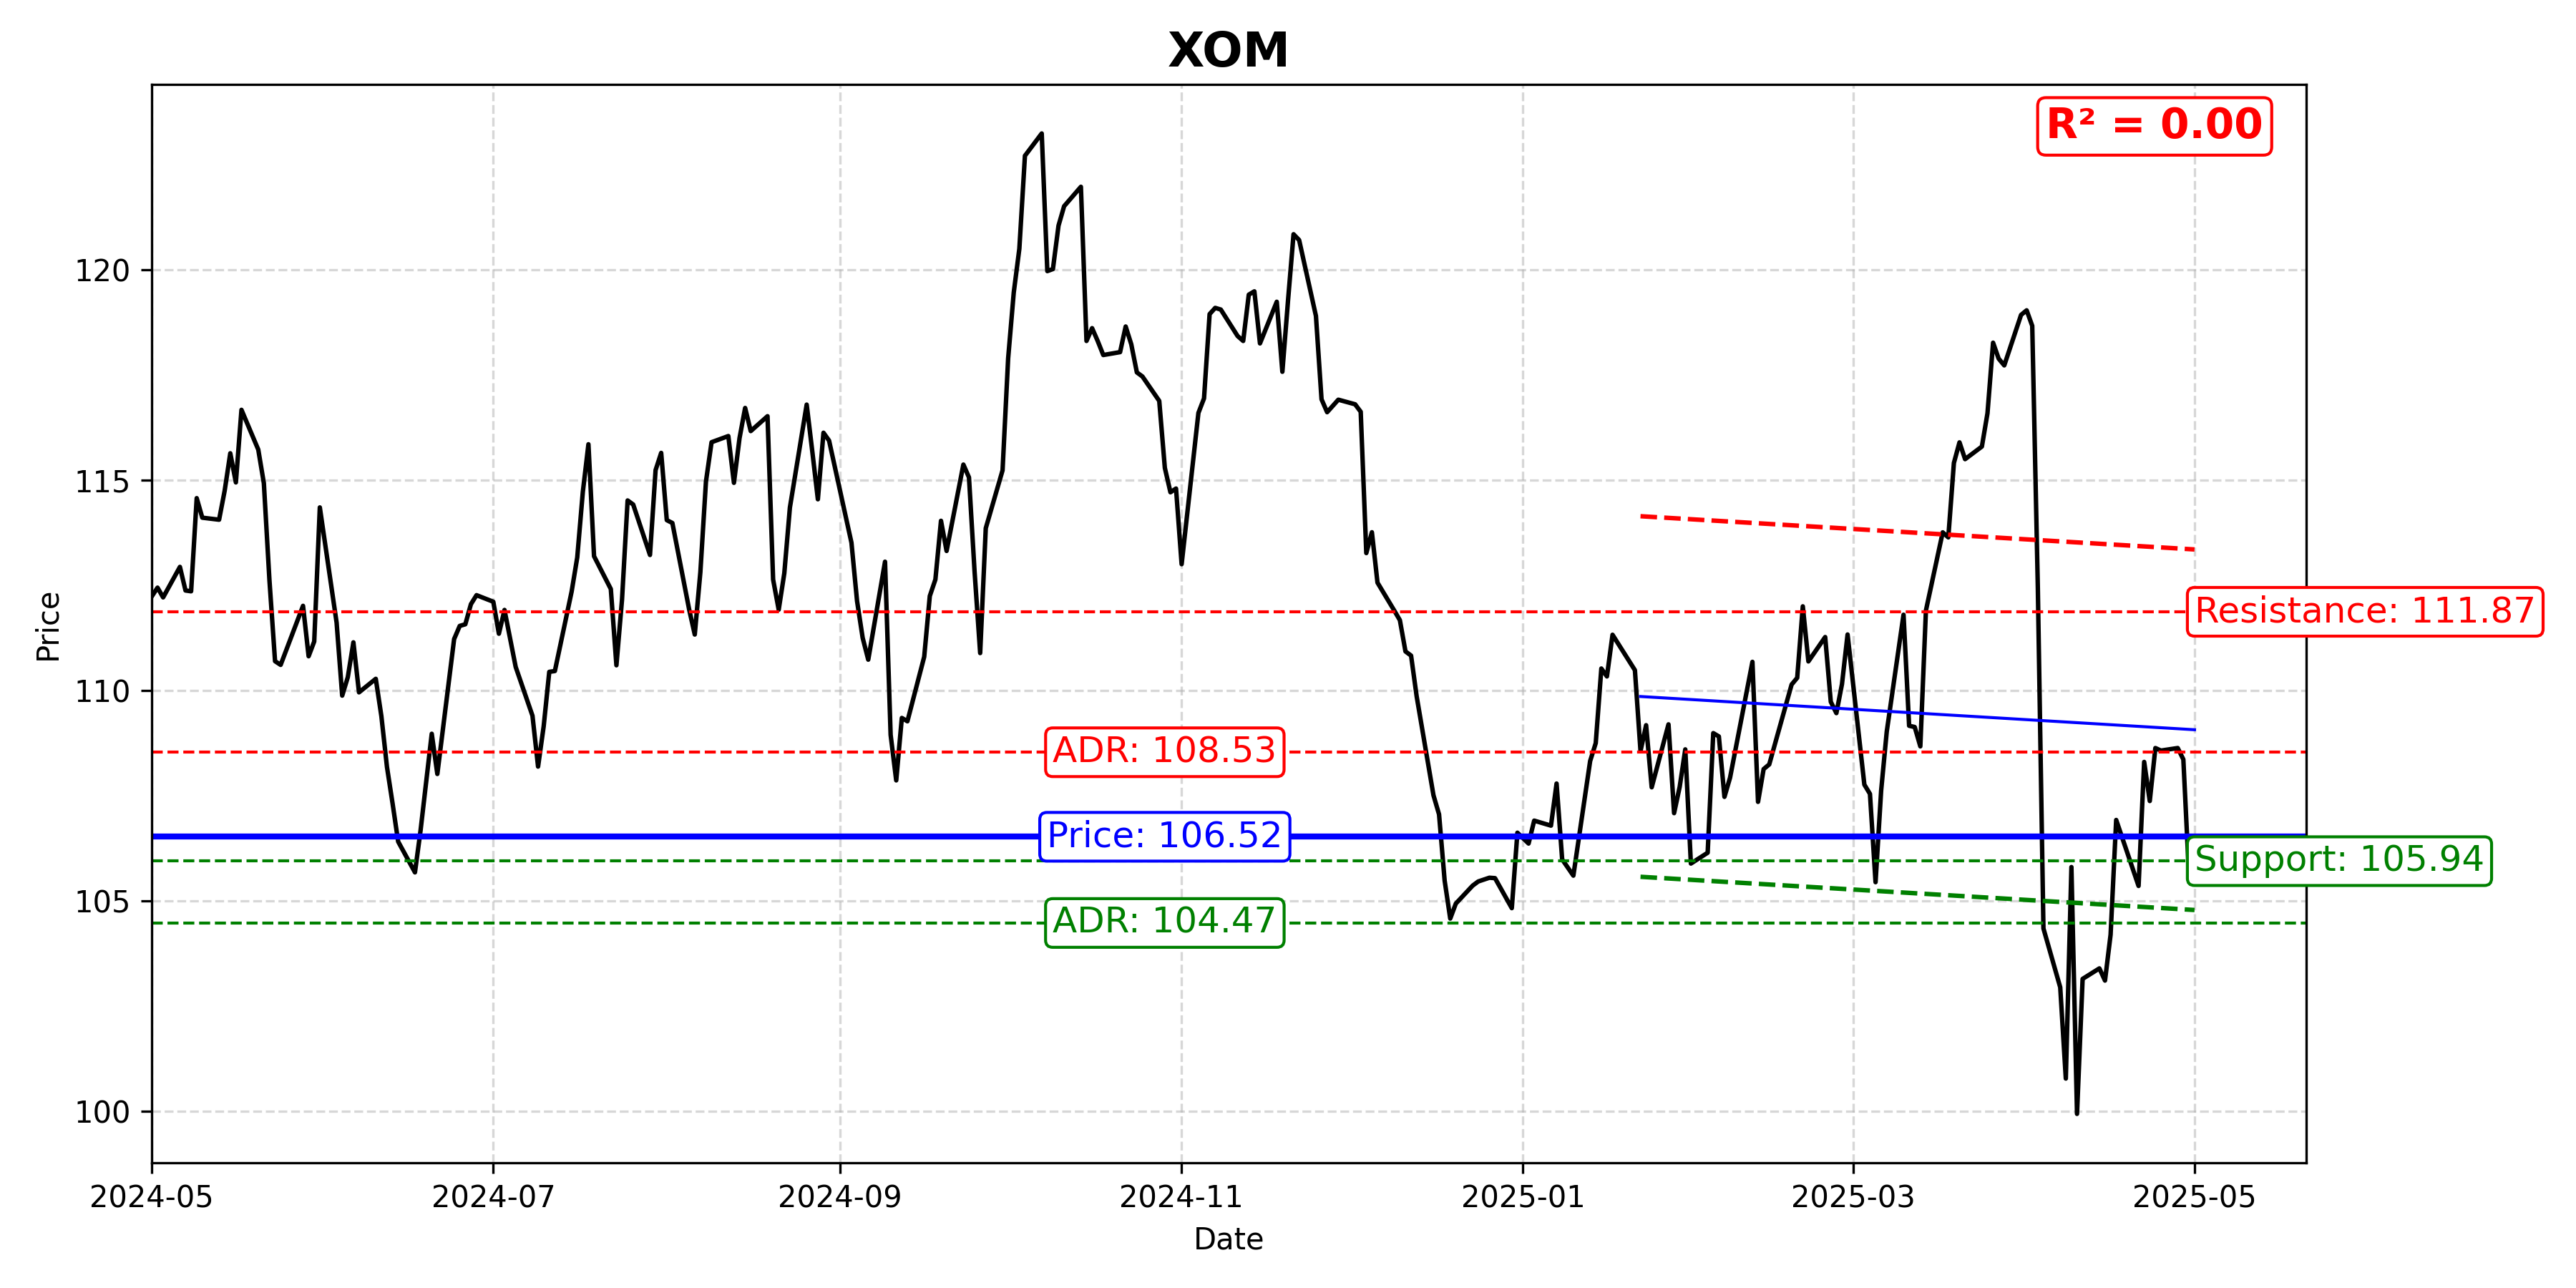 XOM
R² = 0.00
120
115
110
105
100
Price
Resistance: 111.87
ADR: 108.53
Price: 106.52
Support: 105.94
ADR: 104.47
2024-05
2024-07
2024-09
2024-11
2025-01
2025-03
2025-05
Date